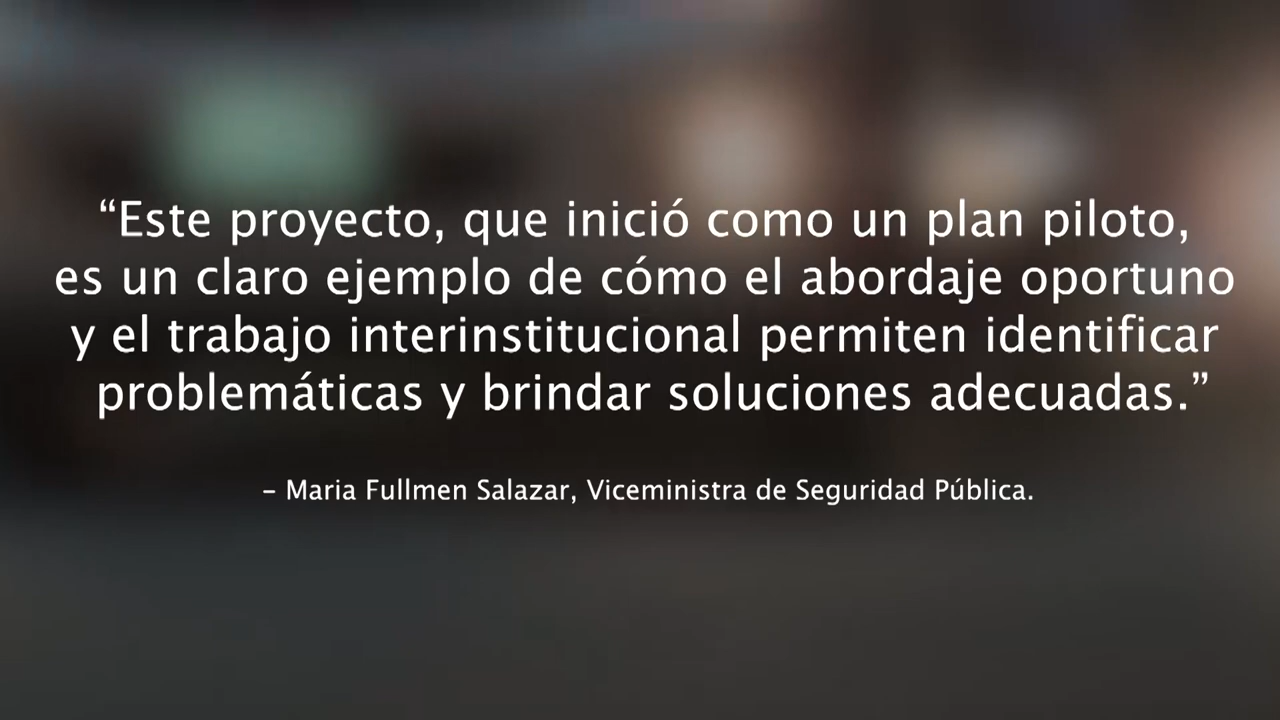 “Este proyecto, que inició como un plan piloto,
es un claro ejemplo de cómo el abordaje oportuno
y el trabajo interinstitucional permiten identificar
problemáticas y brindar soluciones adecuadas.”
– Maria Fullmen Salazar, Viceministra de Seguridad Pública.